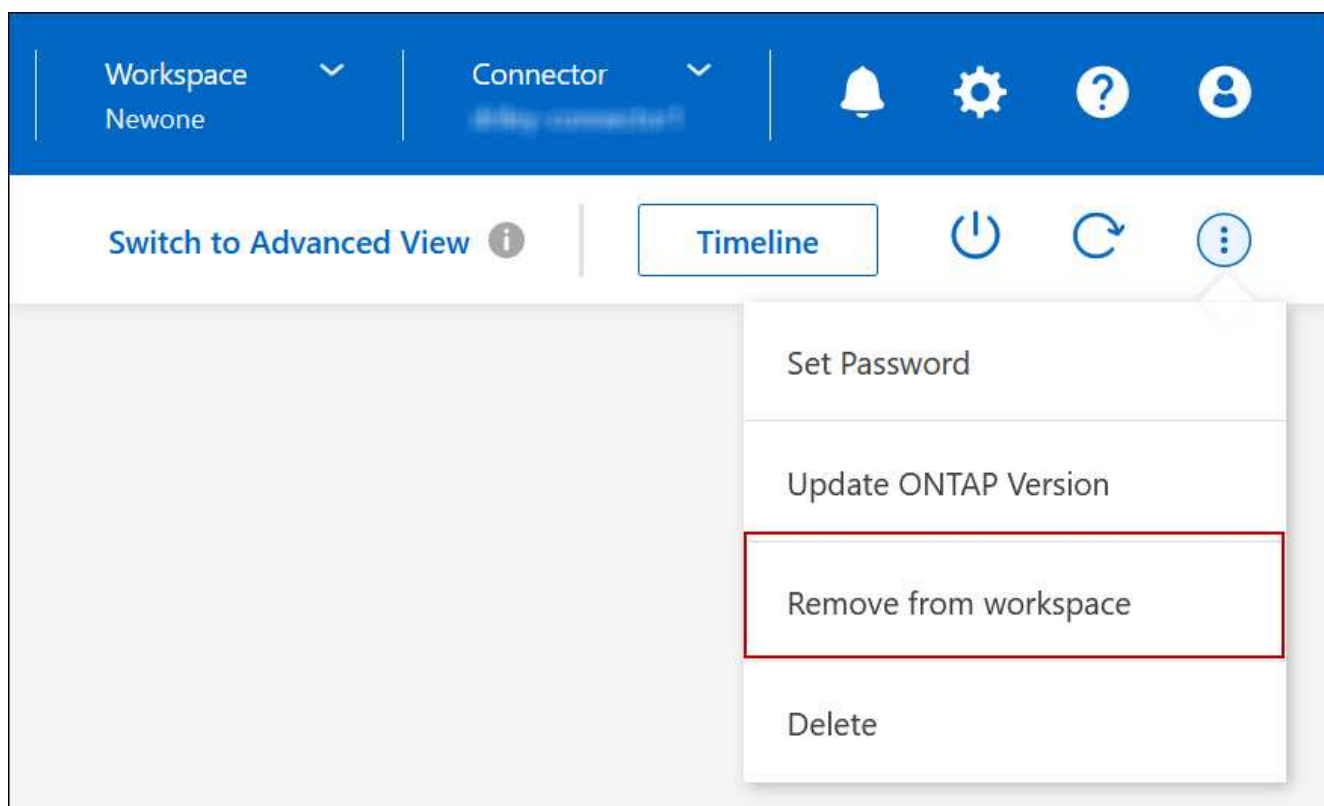 Workspace
Newone
Connector
Switch to Advanced View
Timeline
Set Password
Update ONTAP Version
Remove from workspace
Delete